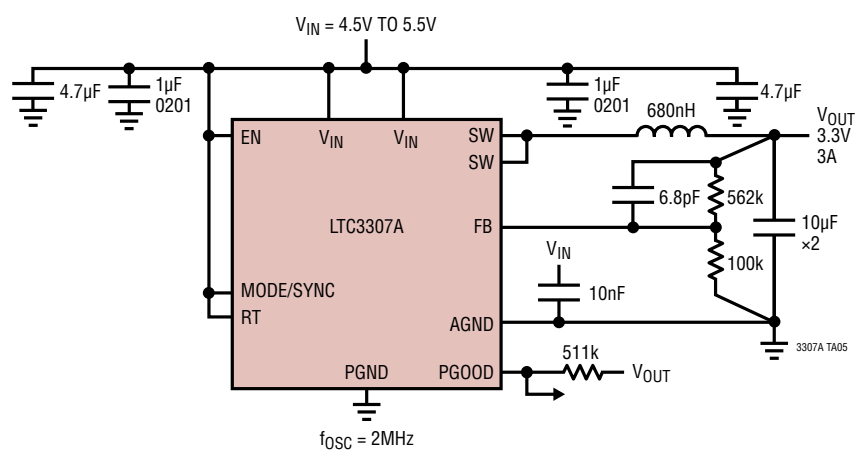 V_IN = 4.5V TO 5.5V
4.7µF
1µF
0201
1µF
0201
4.7µF
680nH
V_OUT
3.3V
3A
EN
V_IN
V_IN
SW
SW
6.8pF
562k
LTC3307A
FB
10µF
×2
V_IN
100k
MODE/SYNC
10nF
RT
AGND
3307A TA05
511k
PGND
PGOOD
V_OUT
f_OSC = 2MHz